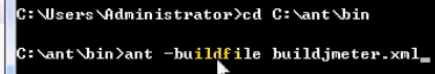 C:\Users\Administrator>cd C:\ant\bin
C:\ant\bin>ant -buildfile buildjmeter.xml_